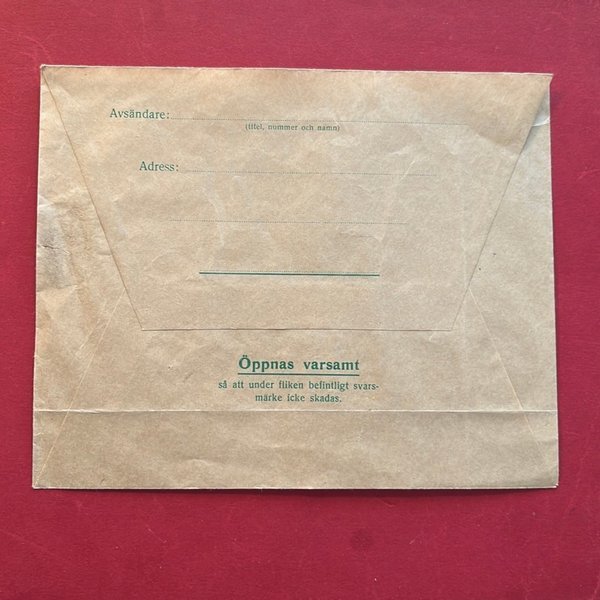 Avsändare:
(titel, nummer och namn)
Adress:
Öppnas varsamt
så att under fliken befintligt svars-
märke icke skadas.